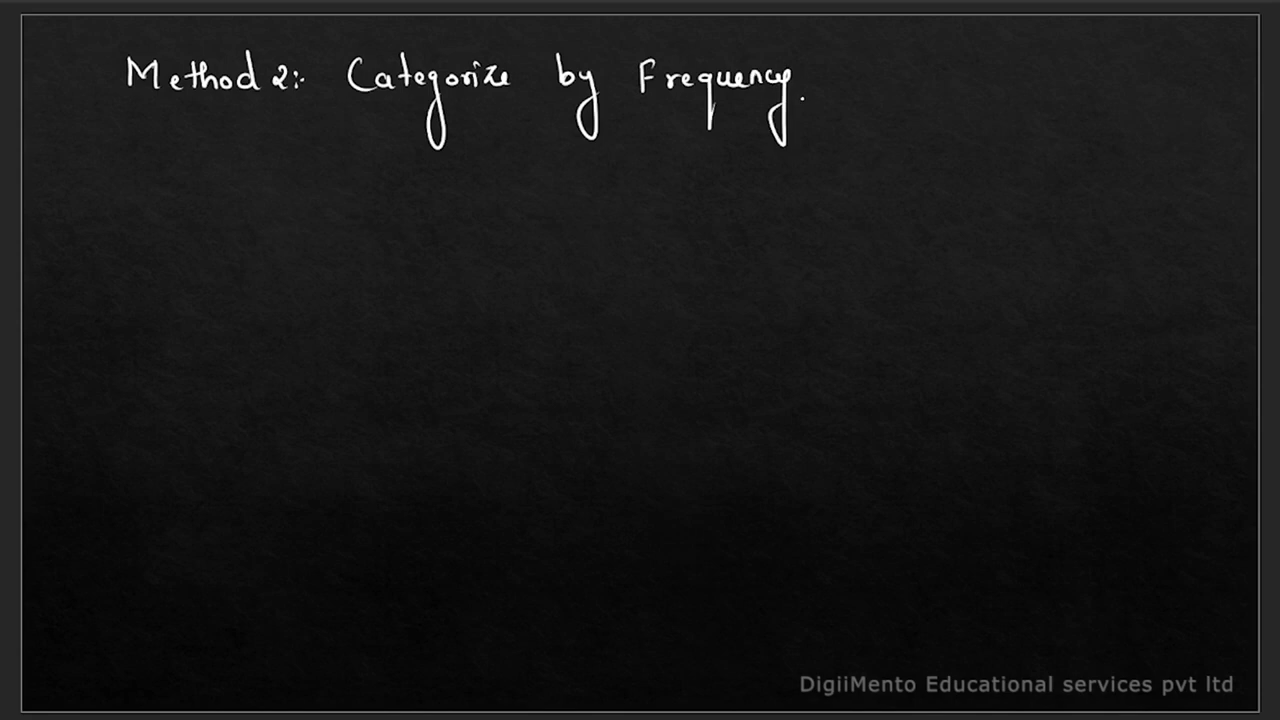 Method 2:- Categorize by Frequency.
DigiiMento Educational services pvt ltd